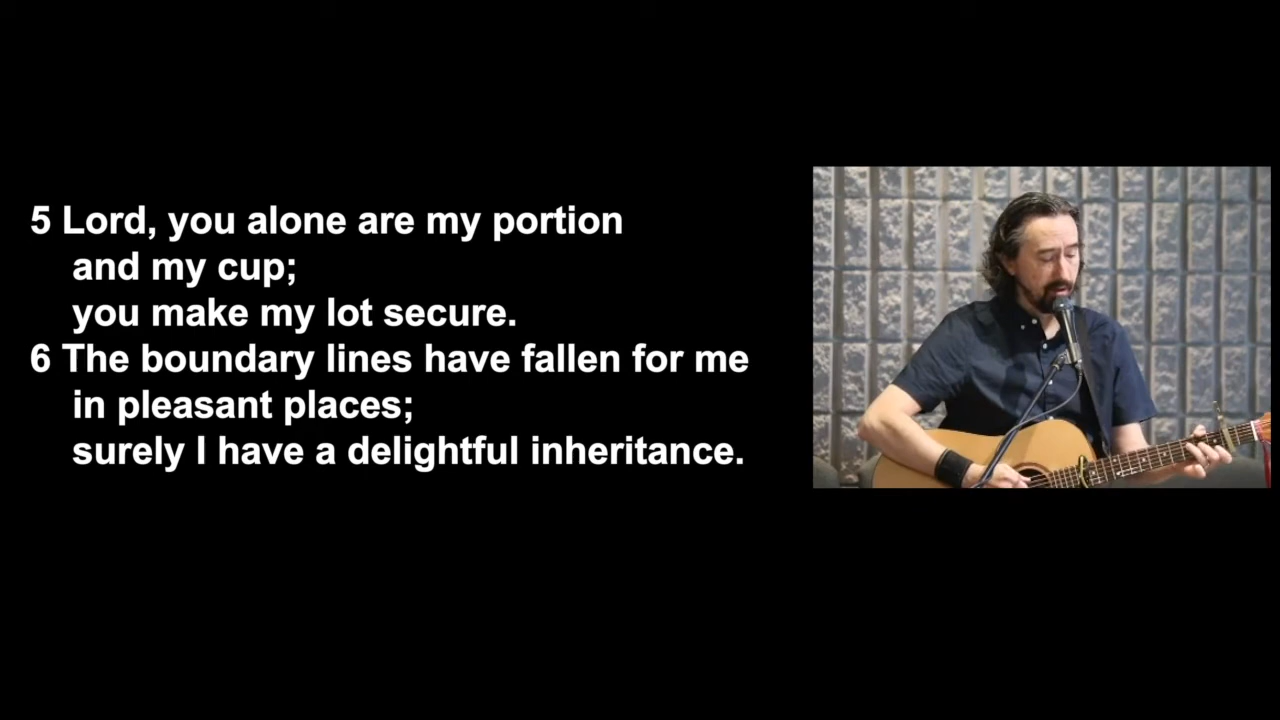 5 Lord, you alone are my portion
and my cup;
you make my lot secure.
6 The boundary lines have fallen for me
in pleasant places;
surely I have a delightful inheritance.